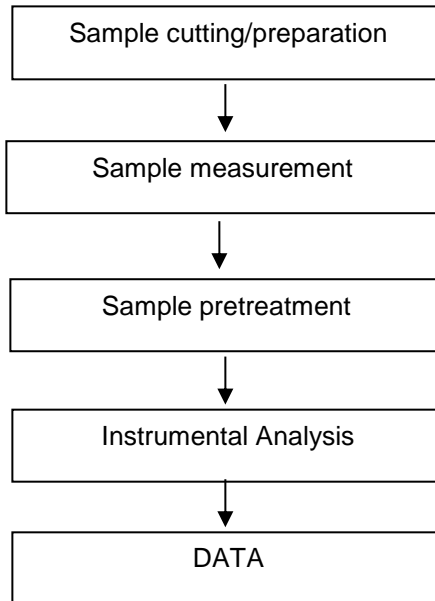 Sample cutting/preparation
Sample measurement
Sample pretreatment
Instrumental Analysis
DATA